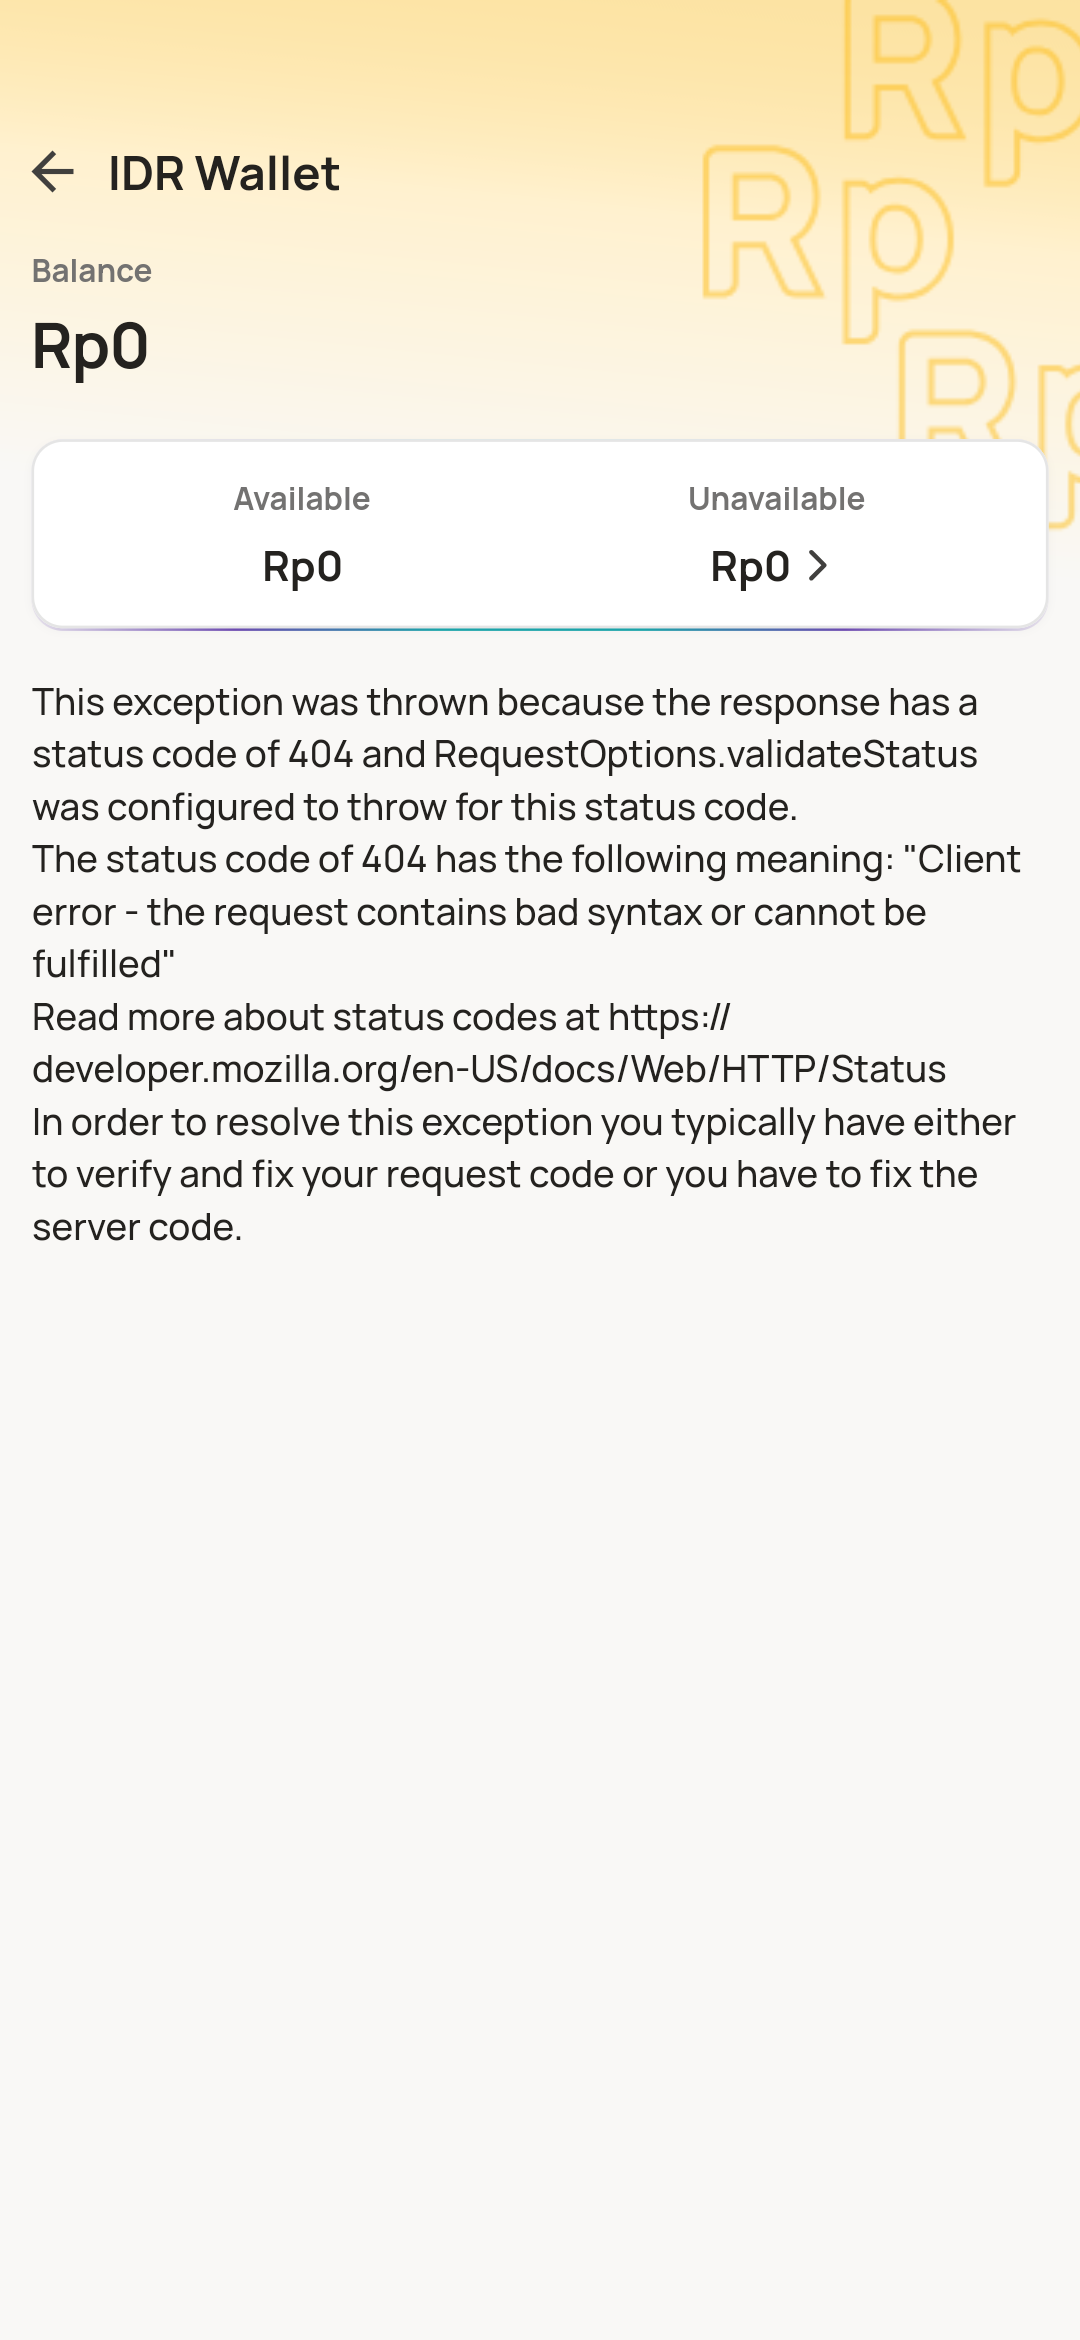 Rp
IDR Wallet
Rp
Balance
Rp0
Rp
Available
Unavailable
Rp0
Rp0
This exception was thrown because the response has a
status code of 404 and RequestOptions.validateStatus
was configured to throw for this status code.
The status code of 404 has the following meaning: "Client
error - the request contains bad syntax or cannot be
fulfilled"
Read more about status codes at https://
developer.mozilla.org/en-US/docs/Web/HTTP/Status
In order to resolve this exception you typically have either
to verify and fix your request code or you have to fix the
server code.